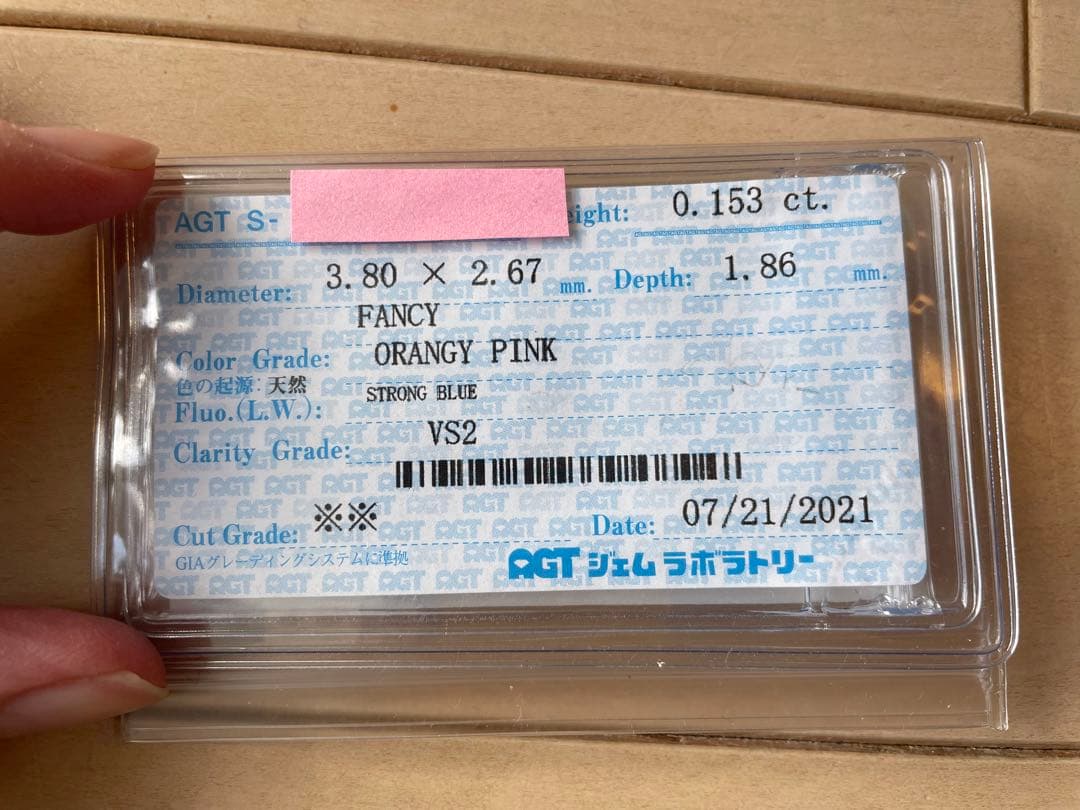 AGT S- eight: 0.153 ct.
Diameter: 3.80 × 2.67 mm. Depth: 1.86 mm.
FANCY
Color Grade: ORANGY PINK
色の起源: 天然
Fluo.(L.W.): STRONG BLUE
Clarity Grade: VS2
Cut Grade: ※※ Date: 07/21/2021
GIAグレーディングシステムに準拠
AGT ジェムラボラトリー